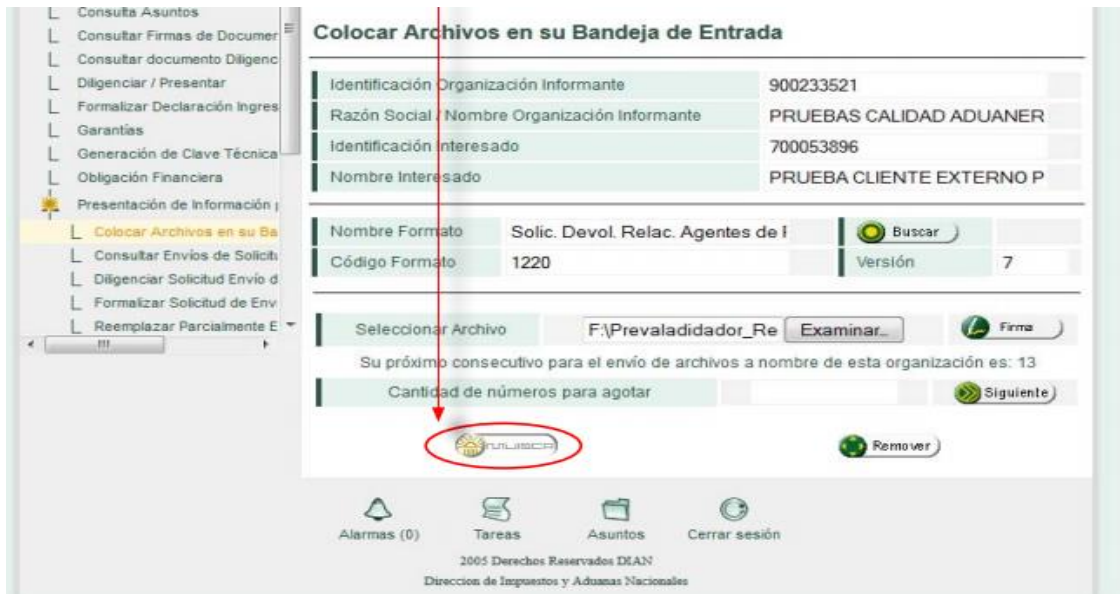 Consulta Asuntos
Consultar Firmas de Documer
Consultar documento Diligenc
Diligenciar / Presentar
Formalizar Declaración Ingres
Garantías
Generación de Clave Técnica
Obligación Financiera
Presentación de Información p
Colocar Archivos en su Ba
Consultar Envíos de Solicitu
Diligenciar Solicitud Envío d
Formalizar Solicitud de Env
Reemplazar Parcialmente E
Colocar Archivos en su Bandeja de Entrada
Identificación Organización Informante 900233521
Razón Social / Nombre Organización Informante PRUEBAS CALIDAD ADUANER
Identificación Interesado 700053896
Nombre Interesado PRUEBA CLIENTE EXTERNO P
Nombre Formato Solic. Devol. Relac. Agentes de Buscar
Código Formato 1220 Versión 7
Seleccionar Archivo F:\Prevaladidador_Re Examinar... Firma
Su próximo consecutivo para el envío de archivos a nombre de esta organización es: 13
Cantidad de números para agotar Siguiente
MUISCA Remover
Alarmas (0) Tareas Asuntos Cerrar sesión
2005 Derechos Reservados DIAN
Direccion de Impuestos y Aduanas Nacionales